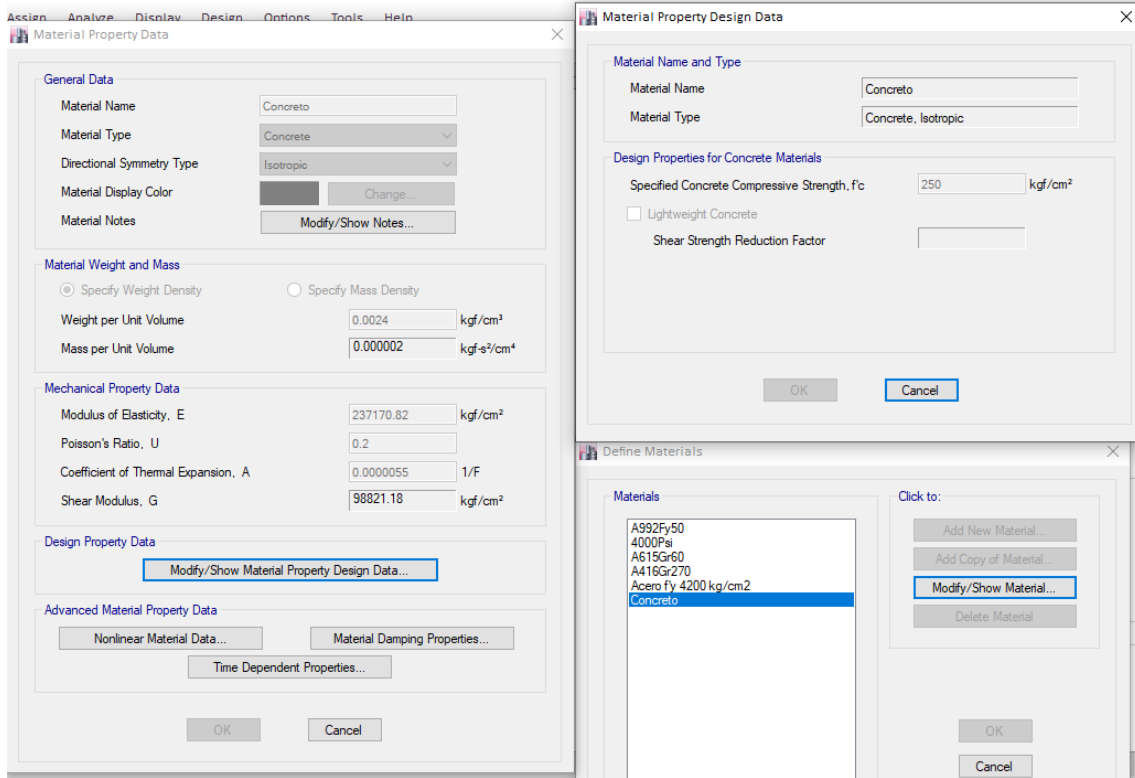 Assign Analyze Display Design Options Tools Help
Material Property Data
General Data
Material Name Concreto
Material Type Concrete
Directional Symmetry Type Isotropic
Material Display Color Change...
Material Notes Modify/Show Notes...
Material Weight and Mass
Specify Weight Density Specify Mass Density
Weight per Unit Volume 0.0024 kgf/cm³
Mass per Unit Volume 0.000002 kgf-s²/cm⁴
Mechanical Property Data
Modulus of Elasticity, E 237170.82 kgf/cm²
Poisson's Ratio, U 0.2
Coefficient of Thermal Expansion, A 0.0000055 1/F
Shear Modulus, G 98821.18 kgf/cm²
Design Property Data
Modify/Show Material Property Design Data...
Advanced Material Property Data
Nonlinear Material Data... Material Damping Properties...
Time Dependent Properties...
OK Cancel
Material Property Design Data
Material Name and Type
Material Name Concreto
Material Type Concrete, Isotropic
Design Properties for Concrete Materials
Specified Concrete Compressive Strength, f'c 250 kgf/cm²
Lightweight Concrete
Shear Strength Reduction Factor
OK Cancel
Define Materials
Materials
A992Fy50
4000Psi
A615Gr60
A416Gr270
Acero f'y 4200 kg/cm2
Concreto
Click to:
Add New Material...
Add Copy of Material...
Modify/Show Material...
Delete Material
OK
Cancel